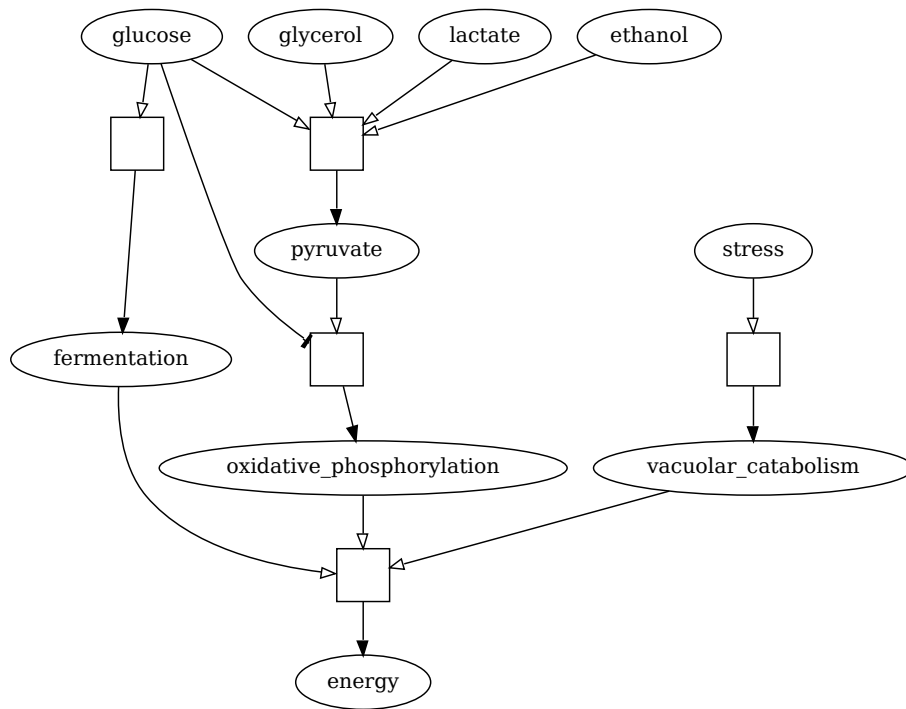 glucose
glycerol
lactate
ethanol
pyruvate
stress
fermentation
oxidative_phosphorylation
vacuolar_catabolism
energy